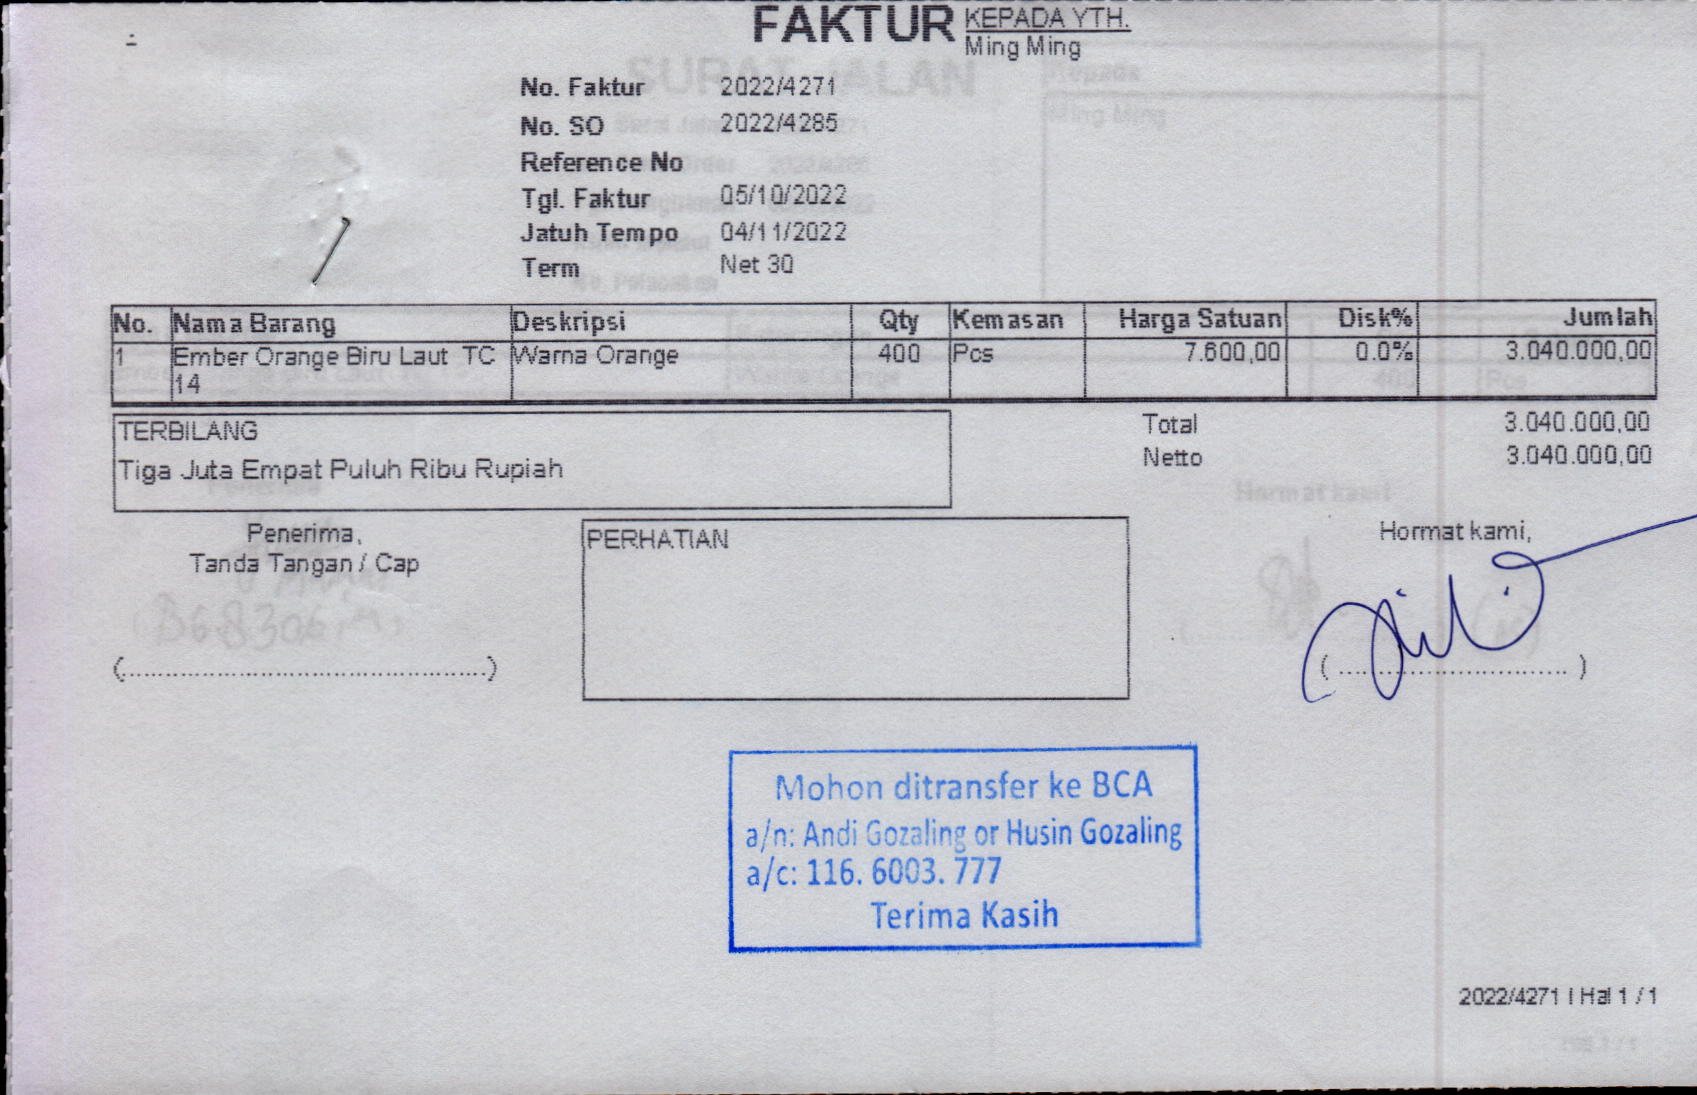 FAKTUR KEPADA YTH.
Ming Ming
No. Faktur 2022/4271
No. SO 2022/4285
Reference No
Tgl. Faktur 05/10/2022
Jatuh Tempo 04/11/2022
Term Net 30
No. Nama Barang Deskripsi Qty Kemasan Harga Satuan Disk% Jumlah
1 Ember Orange Biru Laut TC Warna Orange 400 Pcs 7.600,00 0.0% 3.040.000,00
14
TERBILANG
Tiga Juta Empat Puluh Ribu Rupiah
Total 3.040.000,00
Netto 3.040.000,00
Penerima,
Tanda Tangan / Cap
PERHATIAN
Hormat kami,
Mohon ditransfer ke BCA
a/n: Andi Gozaling or Husin Gozaling
a/c: 116. 6003. 777
Terima Kasih
2022/4271 | Hal 1 / 1